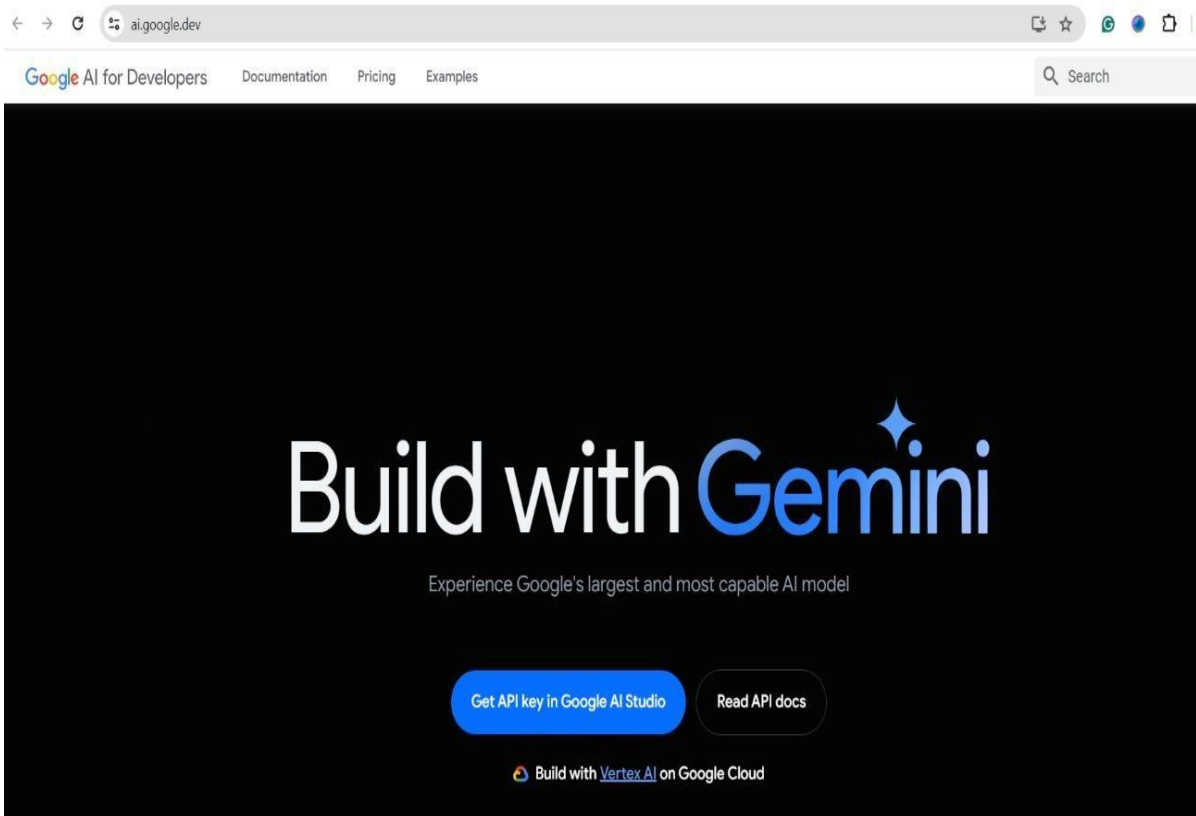 ai.google.dev
Google AI for Developers Documentation Pricing Examples Search
Build with Gemini
Experience Google's largest and most capable AI model
Get API key in Google AI Studio Read API docs
Build with Vertex AI on Google Cloud